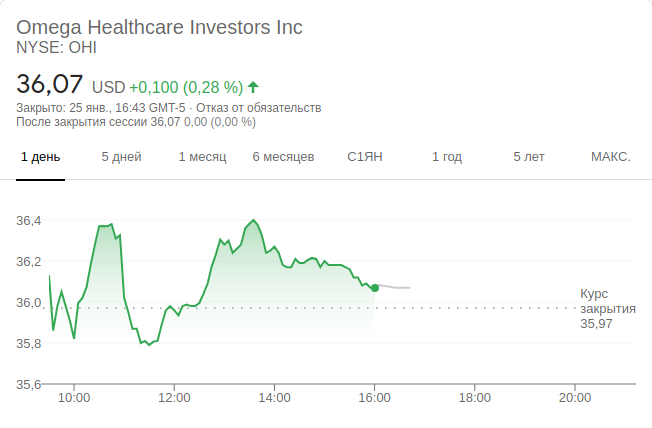 Omega Healthcare Investors Inc
NYSE: OHI
36,07 USD +0,100 (0,28 %)
Закрыто: 25 янв., 16:43 GMT-5 · Отказ от обязательств
После закрытия сессии 36,07 0,00 (0,00 %)
1 день 5 дней 1 месяц 6 месяцев С1ЯН 1 год 5 лет МАКС.
36,4
36,2
36,0
35,8
35,6
Курс
закрытия
35,97
10:00 12:00 14:00 16:00 18:00 20:00